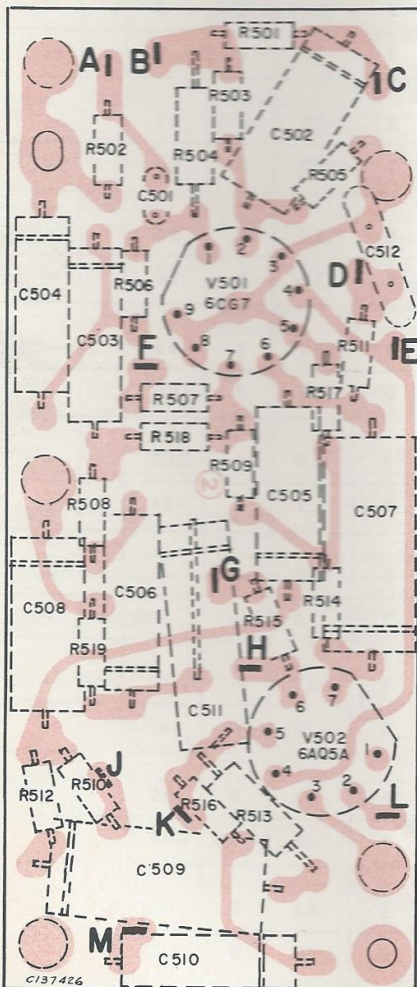 R501
A
B
C
R503
C502
R502
R504
R505
C501
C512
V501
6CG7
1
2
3
4
5
6
7
8
9
C504
R506
C503
D
E
F
R511
R507
R517
R518
R509
2
C505
C507
R508
C506
C508
G
R515
R514
H
R519
C511
V502
6AQ5A
1
2
3
4
5
6
7
J
R512
R510
K
R516
R513
L
C509
M
C510
C137426